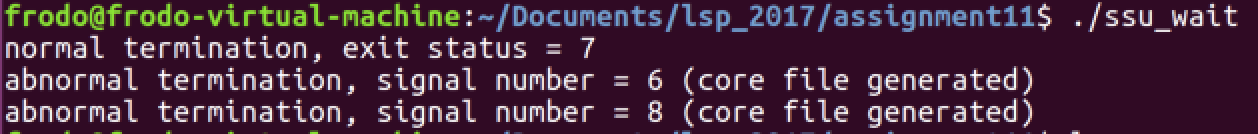 frodo@frodo-virtual-machine:~/Documents/lsp_2017/assignment11$ ./ssu_wait
normal termination, exit status = 7
abnormal termination, signal number = 6 (core file generated)
abnormal termination, signal number = 8 (core file generated)